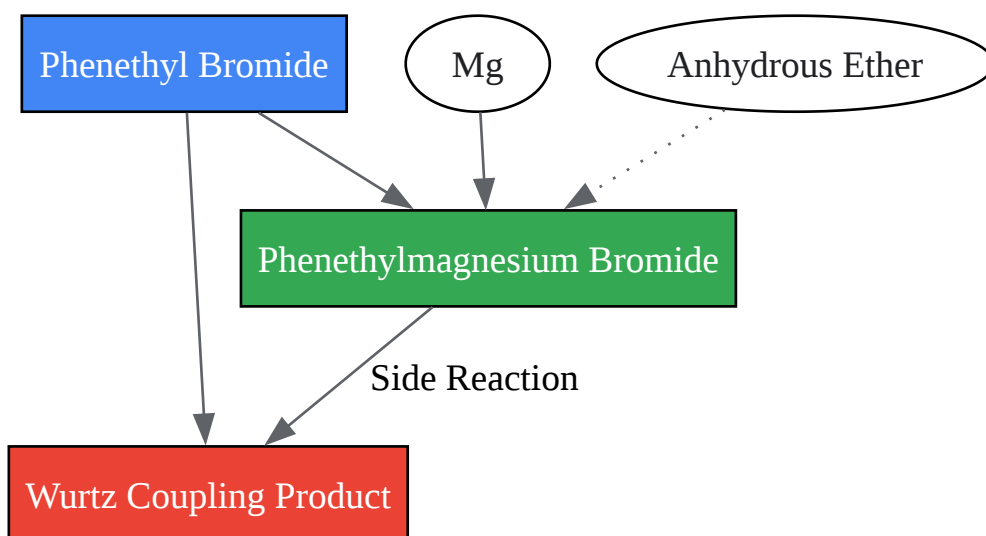 Phenethyl Bromide
Mg
Anhydrous Ether
Phenethylmagnesium Bromide
Side Reaction
Wurtz Coupling Product